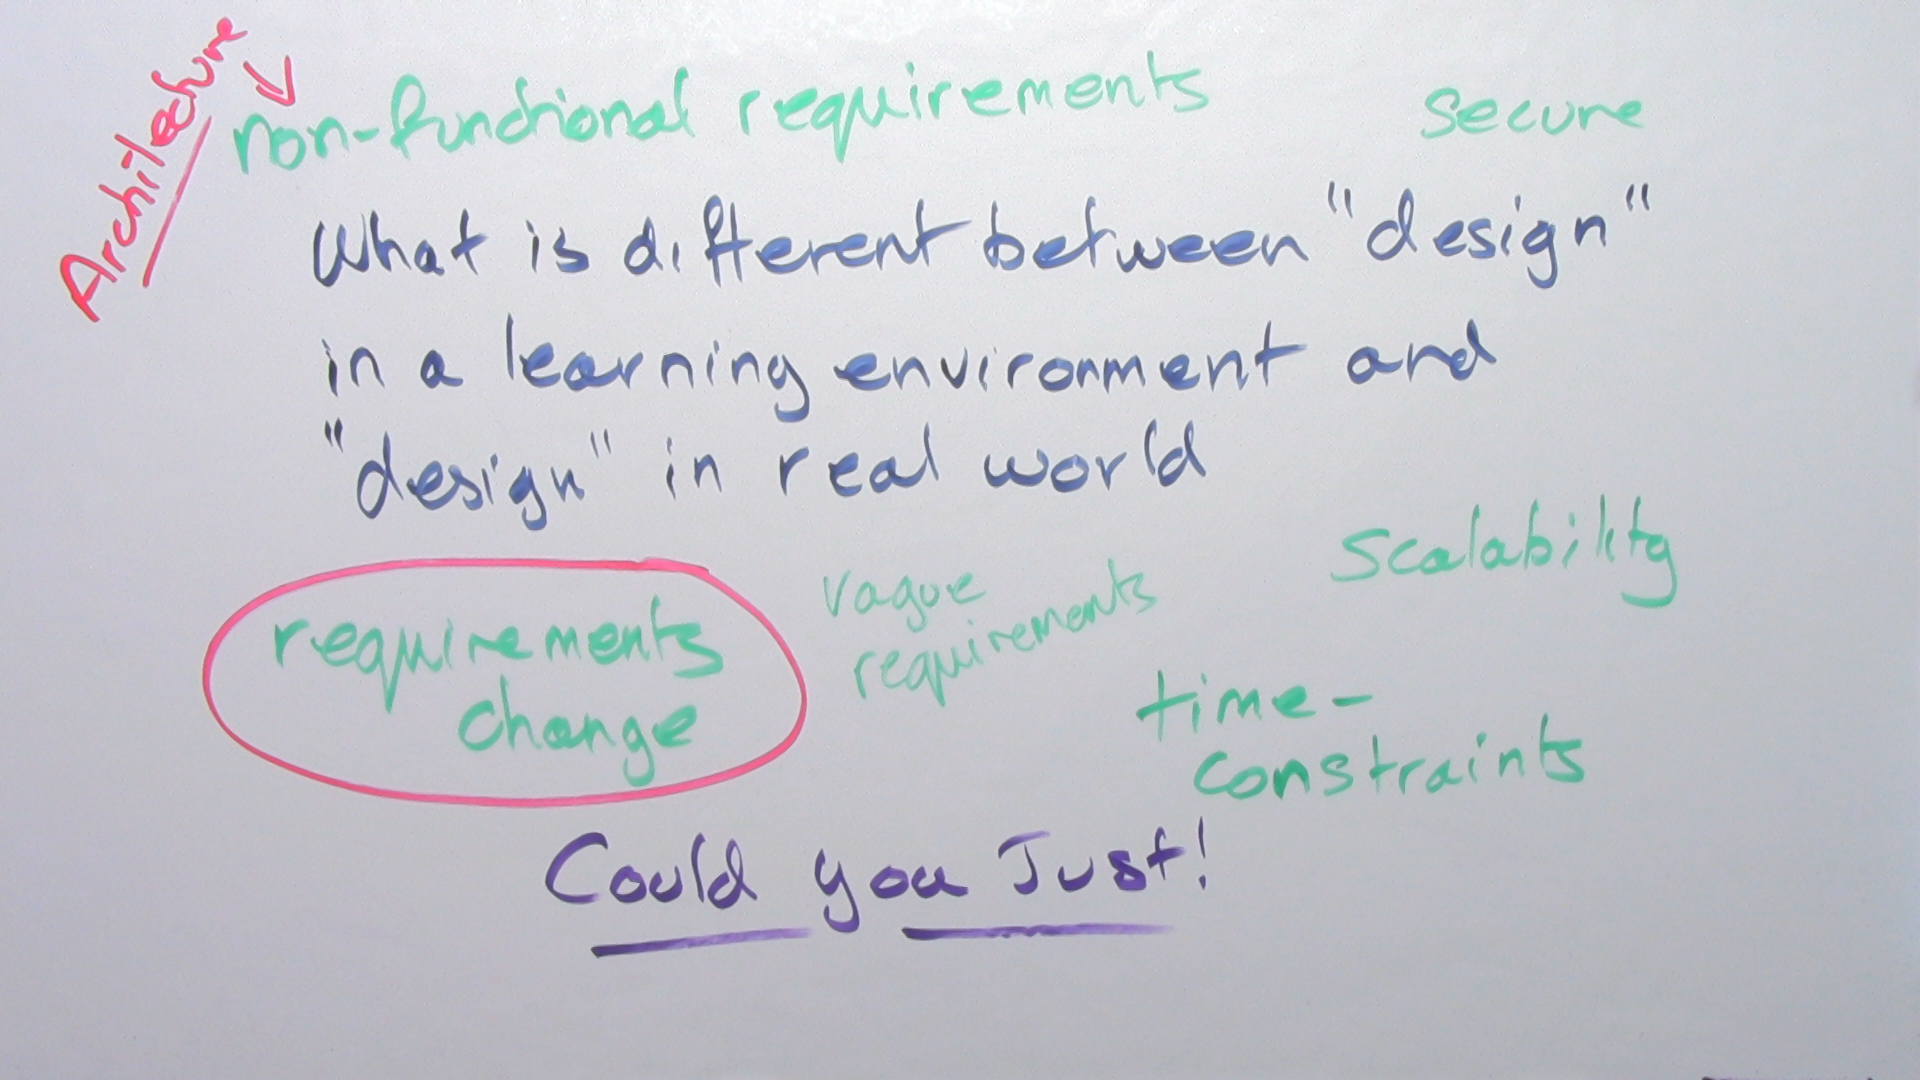 Architecture
non-functional requirements
secure
What is different between "design"
in a learning environment and
"design" in real world
scalability
vague
requirements
requirements
change
time-
constraints
Could you Just!